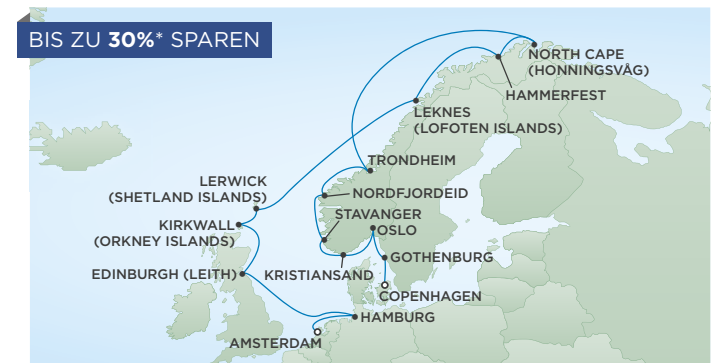 BIS ZU 30%* SPAREN
NORTH CAPE
(HONNINGSVÅG)
HAMMERFEST
LEKNES
(LOFOTEN ISLANDS)
TRONDHEIM
LERWICK
(SHETLAND ISLANDS)
NORDFJORDEID
STAVANGER
KIRKWALL
(ORKNEY ISLANDS)
OSLO
GOTHENBURG
EDINBURGH (LEITH)
KRISTIANSAND
COPENHAGEN
HAMBURG
AMSTERDAM